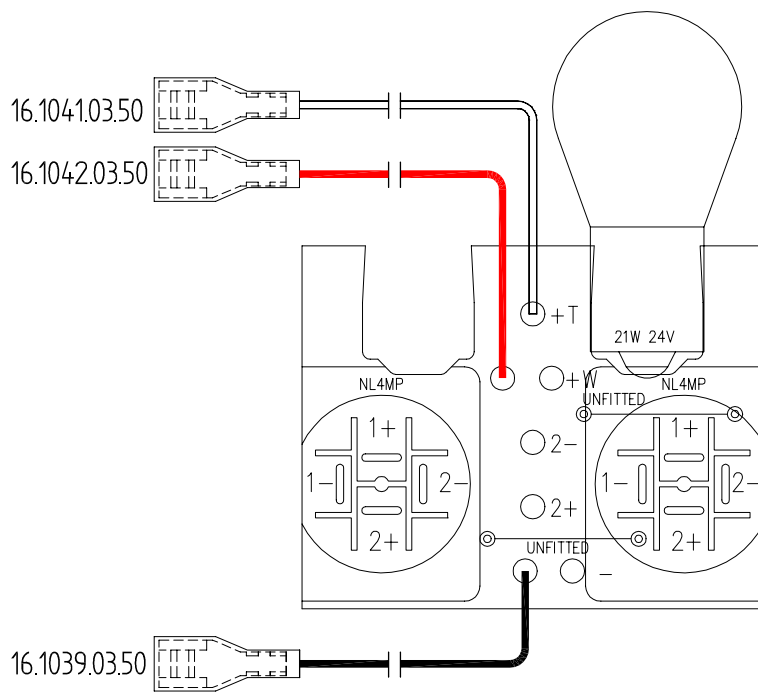 16.1041.03.50
16.1042.03.50
+T
21W 24V
+W
NL4MP
NL4MP
UNFITTED
1+
1+
2-
1-
2-
1-
2-
2+
2+
2+
UNFITTED
-
16.1039.03.50